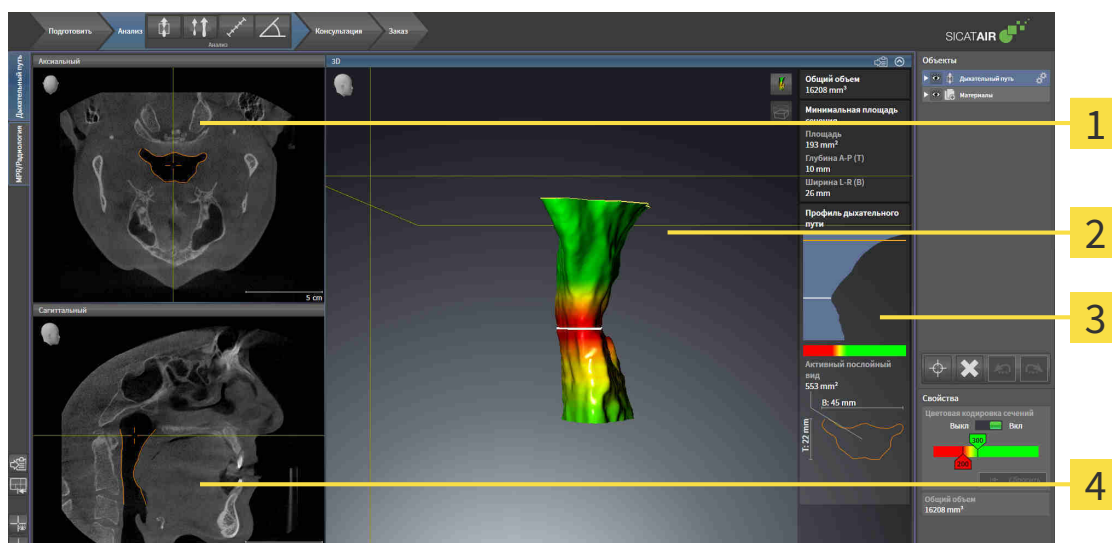 Подготовить
Анализ
Анализ
Консультация
Заказ
SICATAIR
Дыхательный путь
MPR/Радиология
Аксиальный
5 cm
Сагиттальный
3D
Общий объем
16208 mm³
Минимальная площадь
сечения
Площадь
193 mm²
Глубина A-P (T)
10 mm
Ширина L-R (B)
26 mm
Профиль дыхательного
пути
Активный послойный
вид
553 mm²
B: 45 mm
T: 22 mm
Объекты
Дыхательный путь
Материалы
Свойства
Цветовая кодировка сечений
Выкл
Вкл
300
200
Общий объем
16208 mm³
1
2
3
4